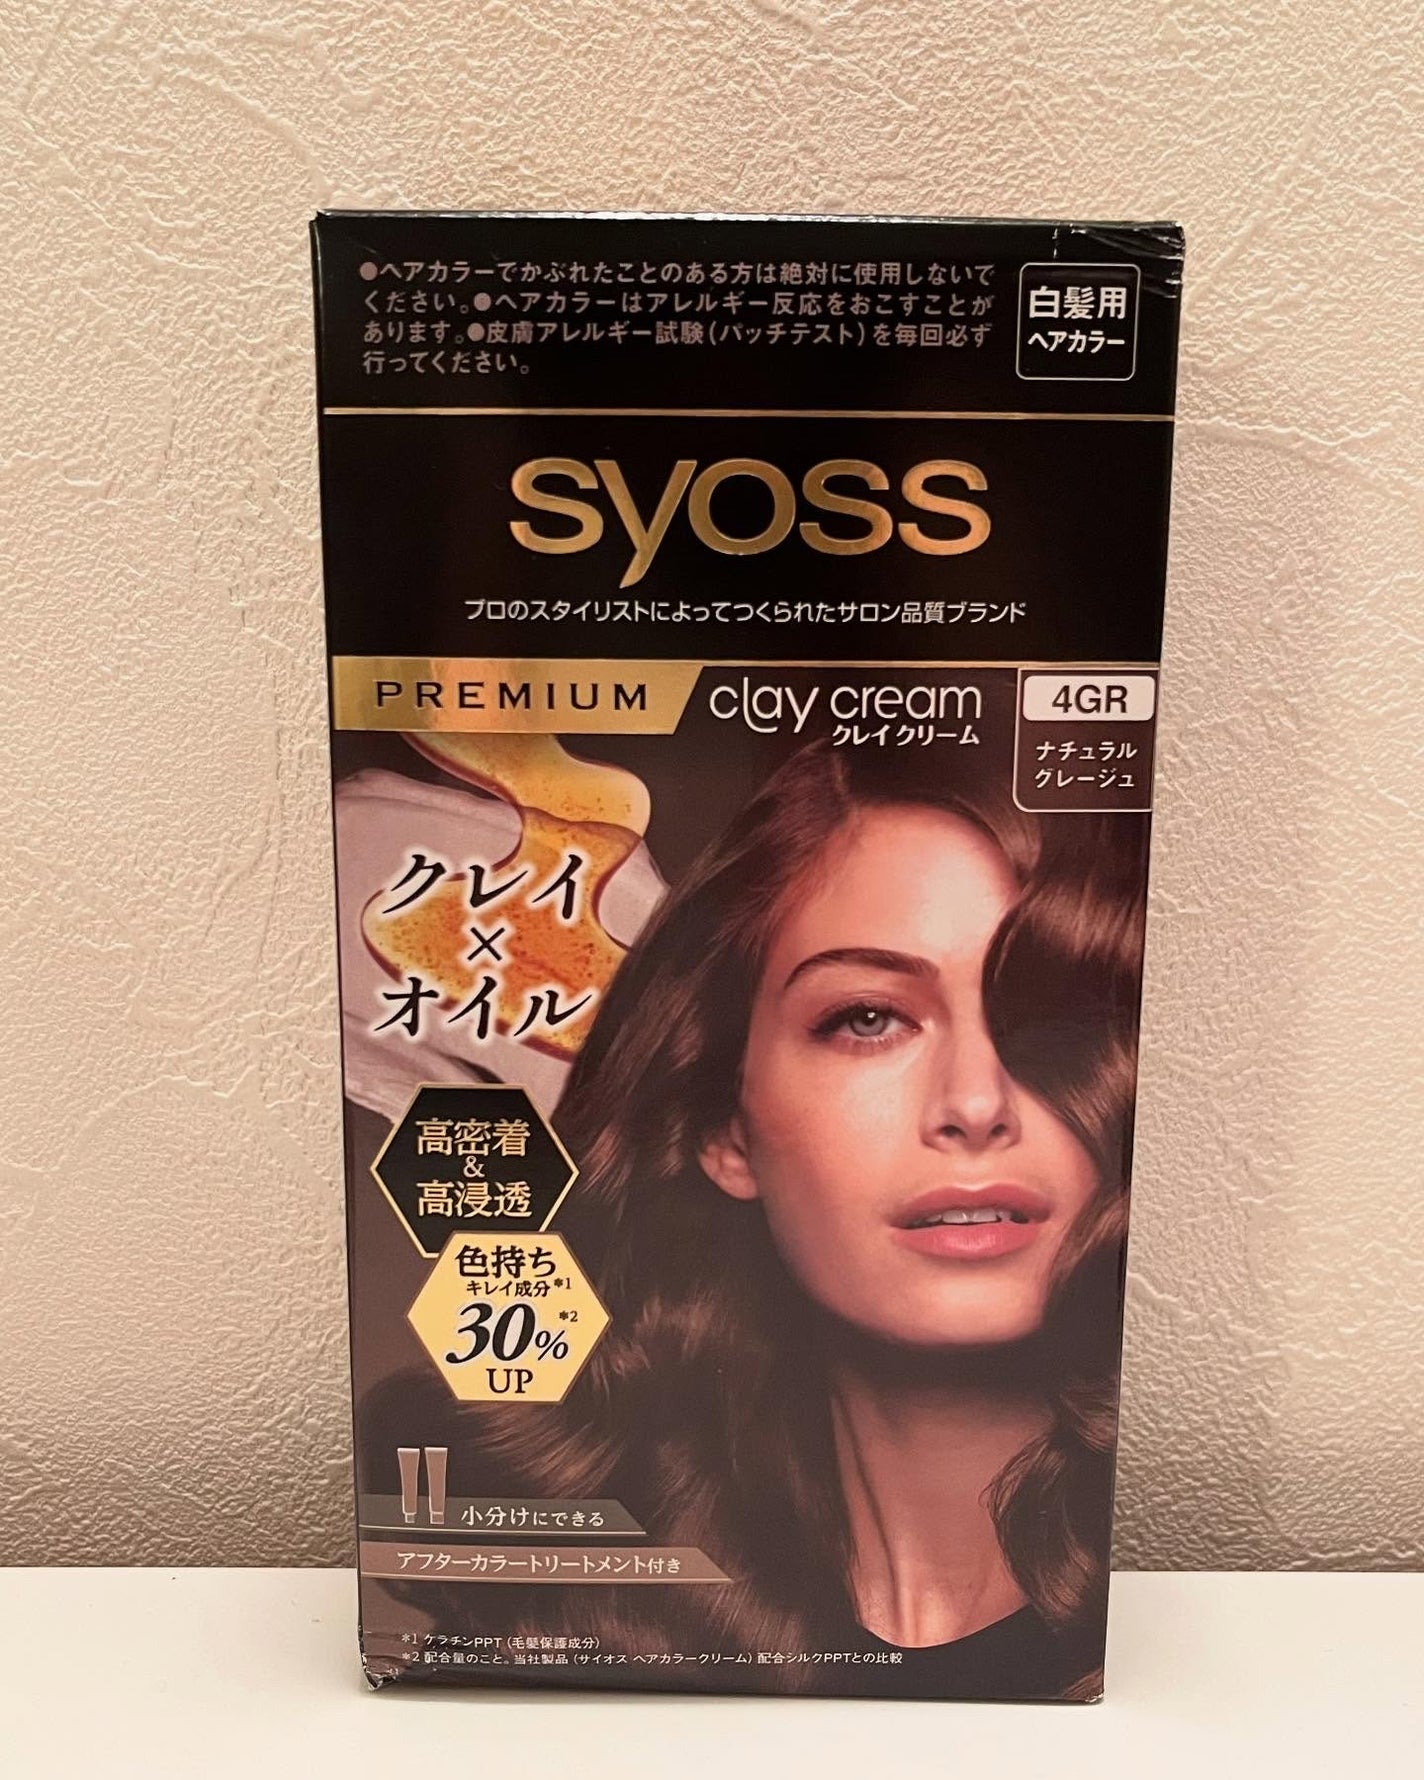 ●ヘアカラーでかぶれたことのある方は絶対に使用しないで
ください。●ヘアカラーはアレルギー反応をおこすことが
あります。●皮膚アレルギー試験(パッチテスト)を毎回必ず
行ってください。
白髪用
ヘアカラー
syoss
プロのスタイリストによってつくられたサロン品質ブランド
PREMIUM
clay cream
クレイクリーム
4GR
ナチュラル
グレージュ
クレイ
×
オイル
高密着
&
高浸透
色持ち
キレイ成分*1
30%*2
UP
小分けにできる
アフターカラートリートメント付き
*1 ケラチンPPT(毛髪保護成分)
*2 配合量のこと。当社製品(サイオス ヘアカラークリーム)配合シルクPPTとの比較